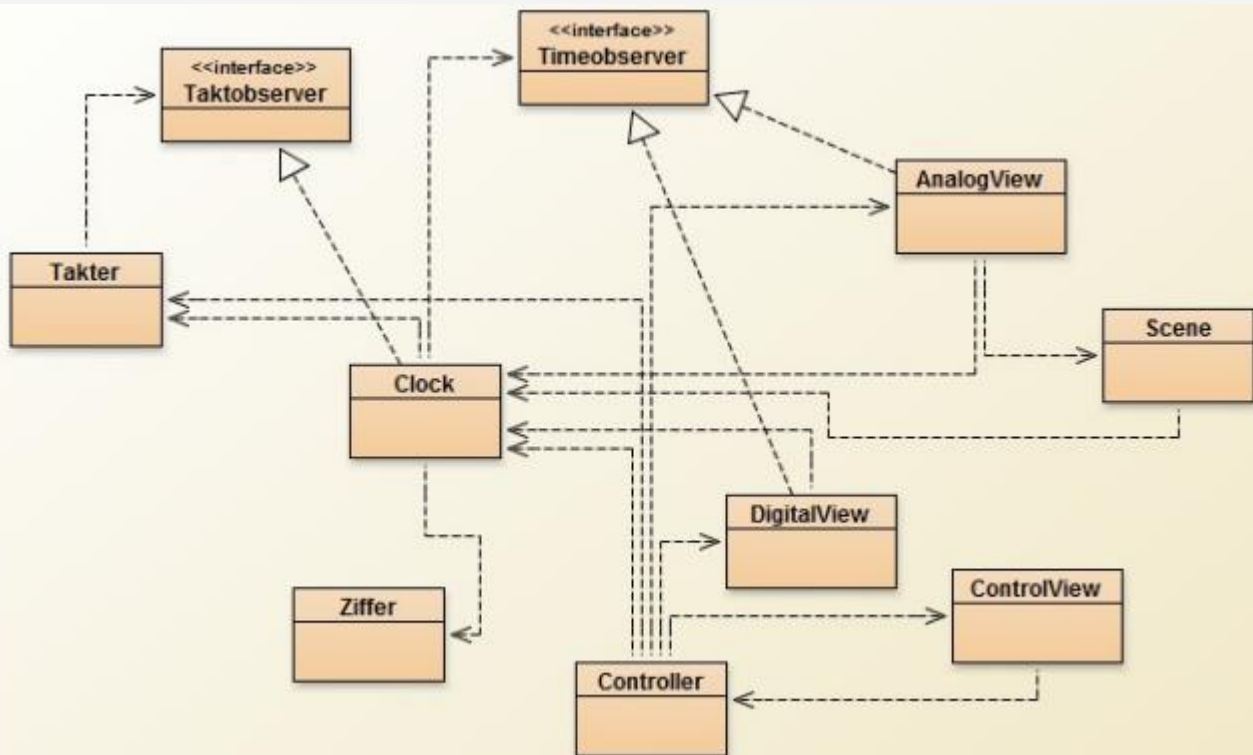 <<interface>>
Timeobserver
<<interface>>
Taktobserver
AnalogView
Takter
Scene
Clock
DigitalView
ControlView
Ziffer
Controller